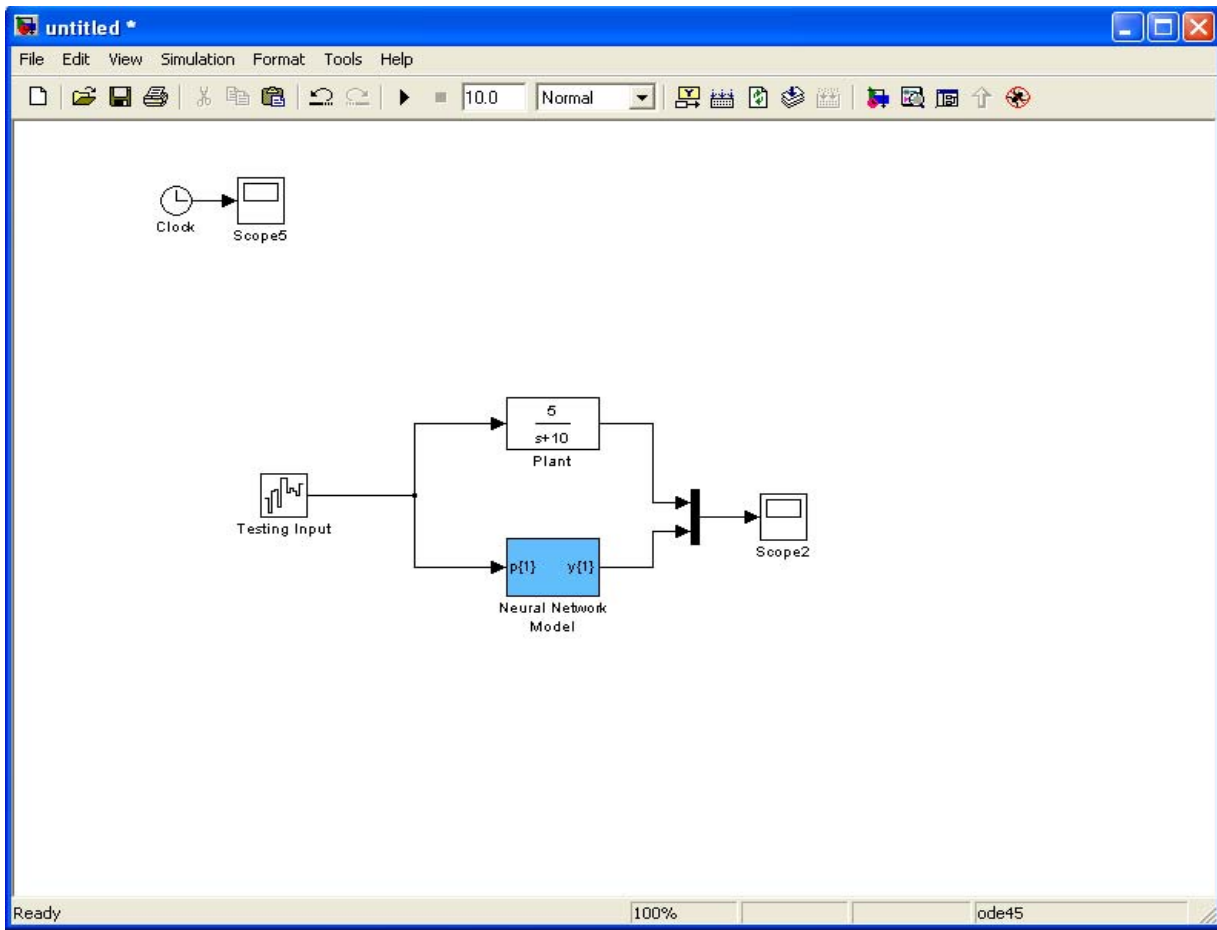 untitled *
File Edit View Simulation Format Tools Help
10.0 Normal
Clock
Scope5
5
s+10
Plant
Testing Input
p{1} y{1}
Neural Network
Model
Scope2
Ready 100% ode45